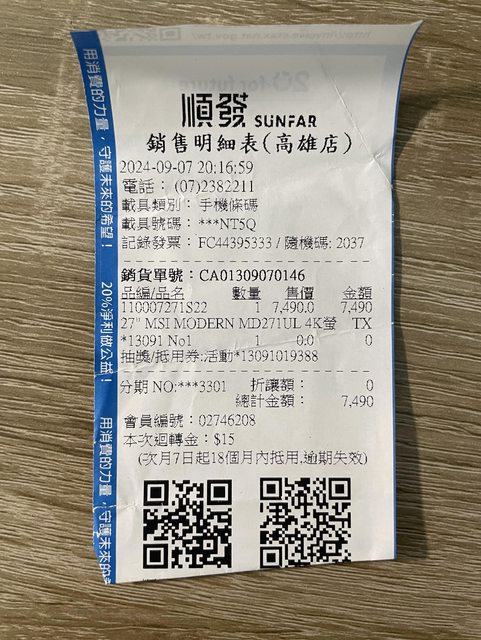 順發 SUNFAR
銷售明細表(高雄店)
2024-09-07 20:16:59
電話： (07)2382211
載具類別： 手機條碼
載具號碼： ***NT5Q
記錄發票： FC44395333 / 隨機碼: 2037
銷貨單號：CA01309070146
品編/品名 數量 售價 金額
110007271S22 1 7,490.0 7,490
27" MSI MODERN MD271UL 4K螢 TX
*13091 No1 1 0.0 0
抽獎/抵用券:活動*13091019388
分期 NO:***3301 折讓額： 0
總計金額： 7,490
會員編號：02746208
本次迴轉金：$15
(次月7日起18個月內抵用,逾期失效)
用消費的力量，守護未來的希望！
20%淨利做公益！
用消費的力量，守護未來的